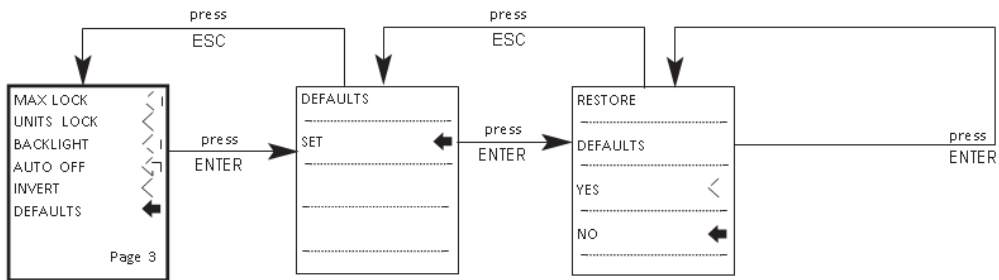 press
ESC
press
ESC
MAX LOCK
UNITS LOCK
BACKLIGHT
AUTO OFF
INVERT
DEFAULTS
Page 3
press
ENTER
DEFAULTS
SET
press
ENTER
RESTORE
DEFAULTS
YES
NO
press
ENTER